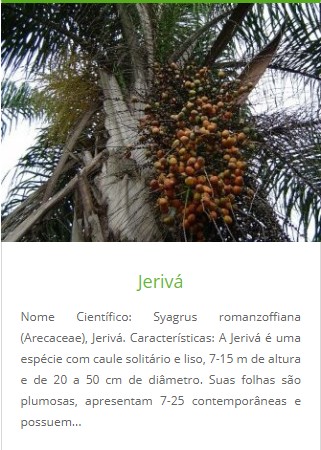 Jerivá
Nome Científico: Syagrus romanzoffiana
(Arecaceae), Jerivá. Características: A Jerivá é uma
espécie com caule solitário e liso, 7-15 m de altura
e de 20 a 50 cm de diâmetro. Suas folhas são
plumosas, apresentam 7-25 contemporâneas e
possuem...